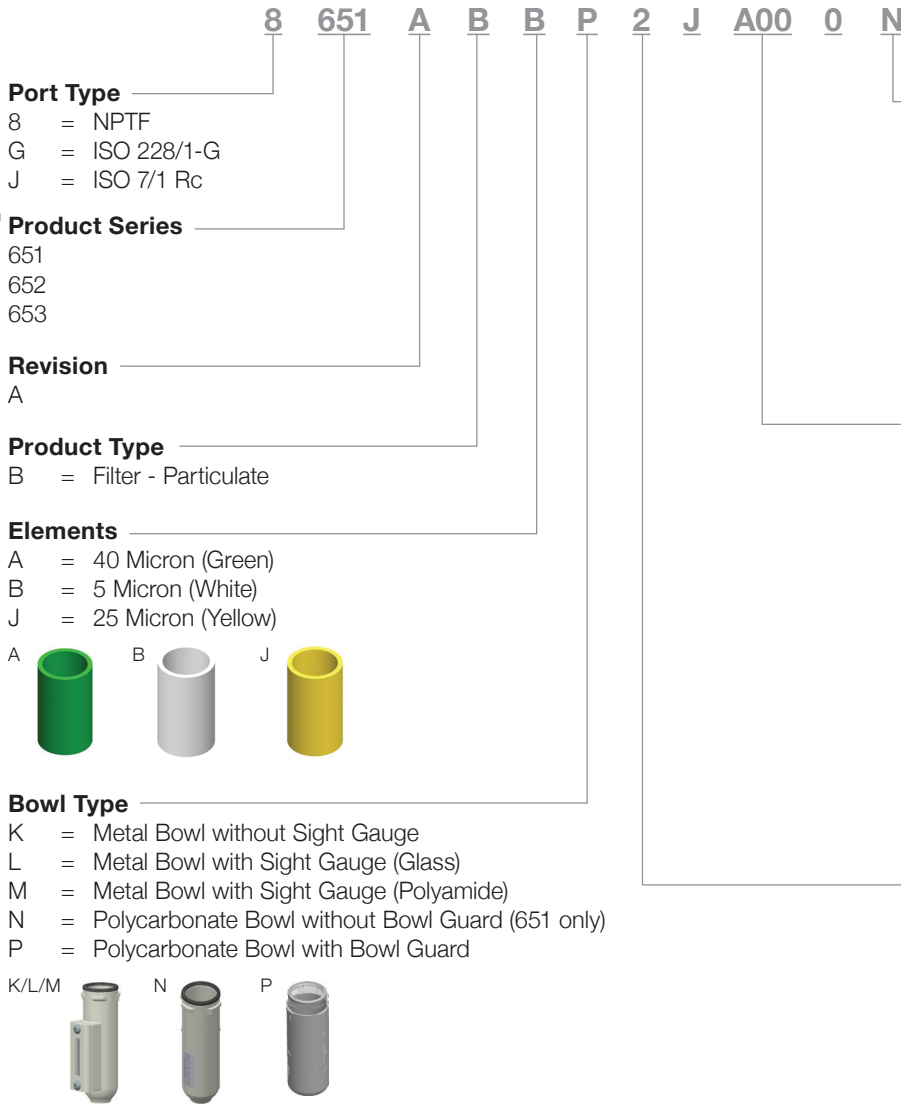 8 651 A B B P 2 J A00 0 N
Port Type
8 = NPTF
G = ISO 228/1-G
J = ISO 7/1 Rc
Product Series
651
652
653
Revision
A
Product Type
B = Filter - Particulate
Elements
A = 40 Micron (Green)
B = 5 Micron (White)
J = 25 Micron (Yellow)
A B J
Bowl Type
K = Metal Bowl without Sight Gauge
L = Metal Bowl with Sight Gauge (Glass)
M = Metal Bowl with Sight Gauge (Polyamide)
N = Polycarbonate Bowl without Bowl Guard (651 only)
P = Polycarbonate Bowl with Bowl Guard
K/L/M N P